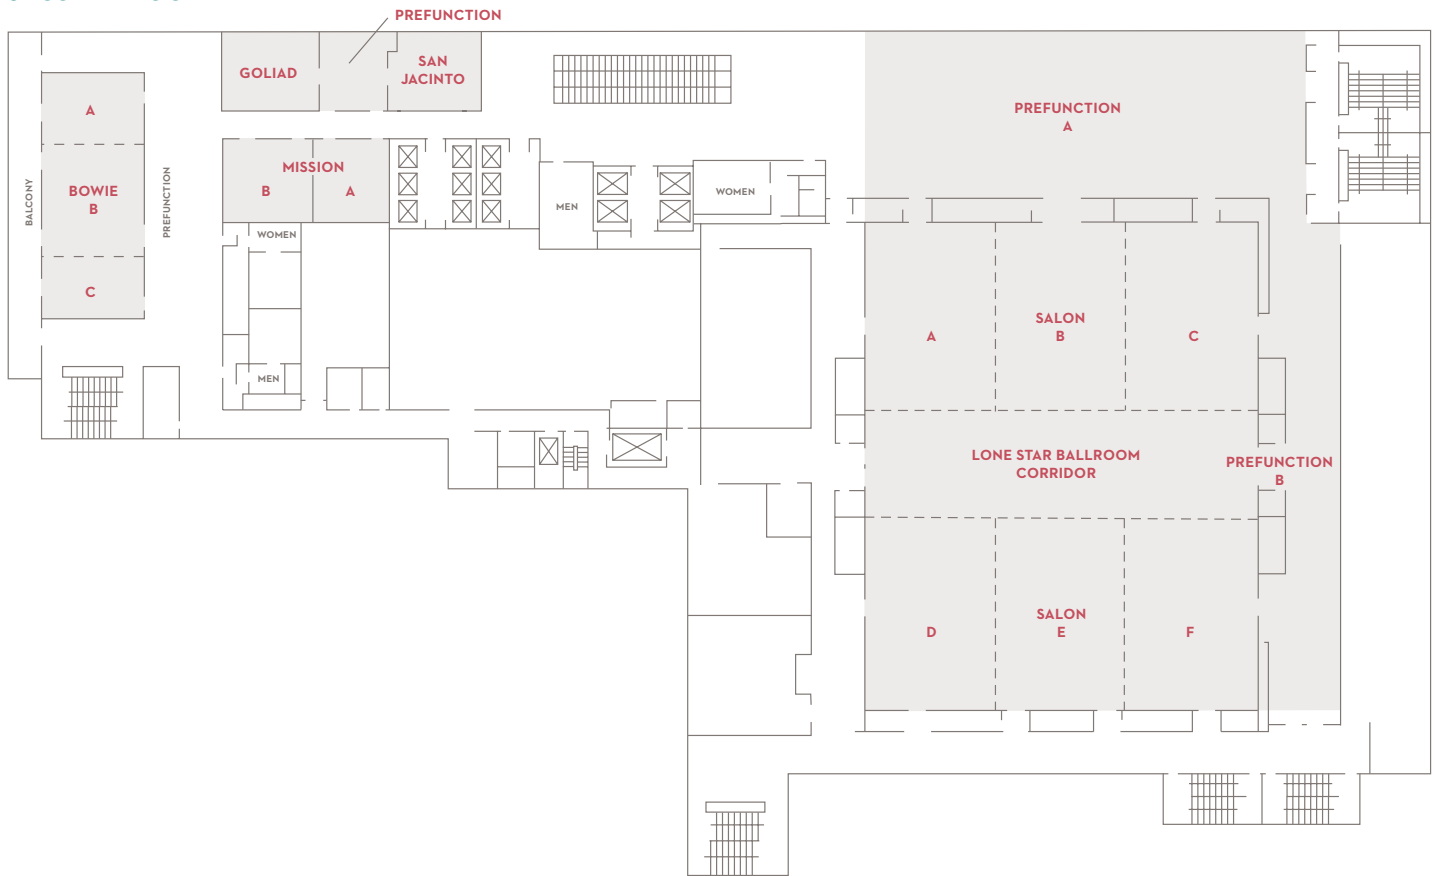 PREFUNCTION
GOLIAD
SAN
JACINTO
PREFUNCTION
A
A
BOWIE
B
C
BALCONY
PREFUNCTION
MISSION
B
A
WOMEN
MEN
MEN
WOMEN
A
SALON
B
C
LONE STAR BALLROOM
CORRIDOR
PREFUNCTION
B
D
SALON
E
F